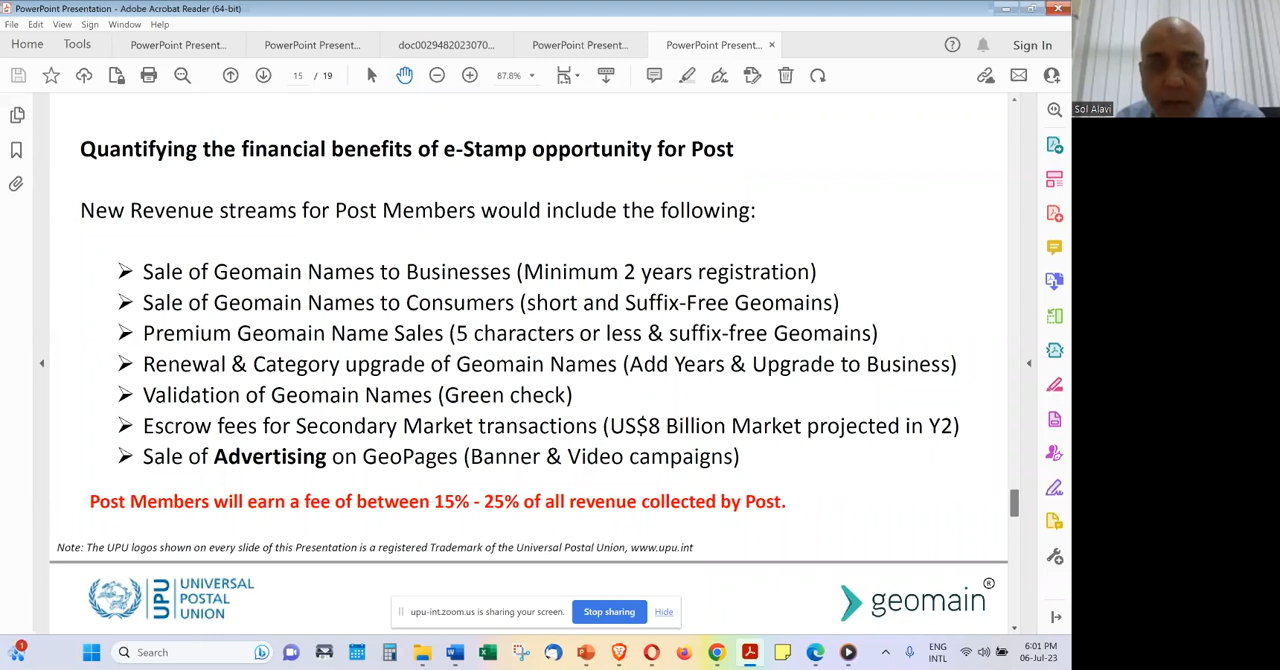 PowerPoint Presentation - Adobe Acrobat Reader (64-bit)
File Edit View Sign Window Help
Home Tools PowerPoint Present... PowerPoint Present... doc0029482023070... PowerPoint Present... PowerPoint Present... × Sign In
15 / 19 87.8%
Sol Alavi
Quantifying the financial benefits of e-Stamp opportunity for Post
New Revenue streams for Post Members would include the following:
➢ Sale of Geomain Names to Businesses (Minimum 2 years registration)
➢ Sale of Geomain Names to Consumers (short and Suffix-Free Geomains)
➢ Premium Geomain Name Sales (5 characters or less & suffix-free Geomains)
➢ Renewal & Category upgrade of Geomain Names (Add Years & Upgrade to Business)
➢ Validation of Geomain Names (Green check)
➢ Escrow fees for Secondary Market transactions (US$8 Billion Market projected in Y2)
➢ Sale of Advertising on GeoPages (Banner & Video campaigns)
Post Members will earn a fee of between 15% - 25% of all revenue collected by Post.
Note: The UPU logos shown on every slide of this Presentation is a registered Trademark of the Universal Postal Union, www.upu.int
UPU UNIVERSAL
POSTAL
UNION
upu-int.zoom.us is sharing your screen. Stop sharing Hide
geomain®
1 Search ENG
INTL
6:01 PM
06-Jul-23